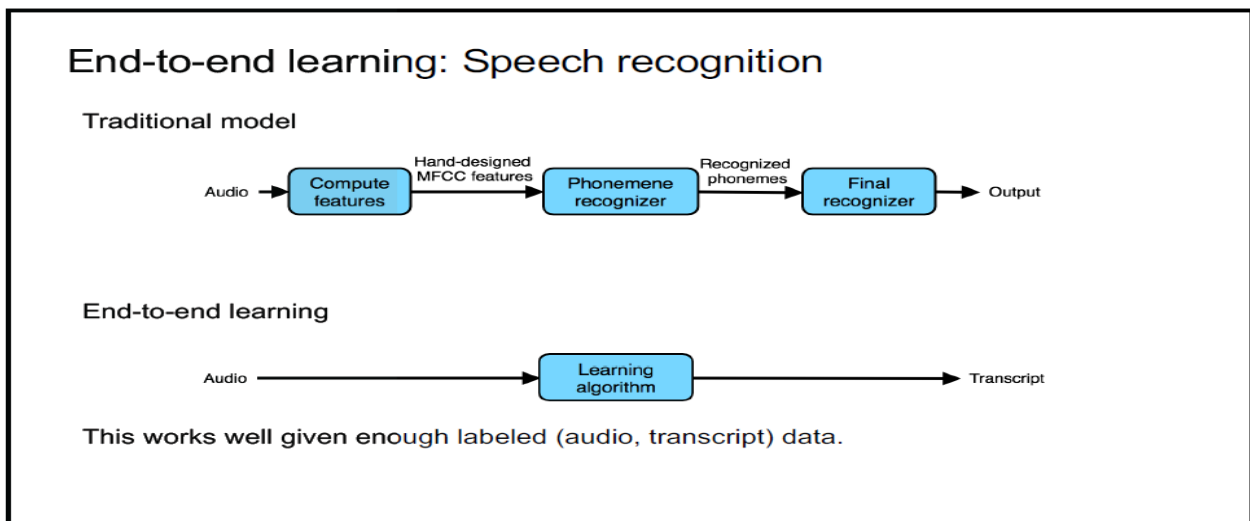 End-to-end learning: Speech recognition
Traditional model
Audio
Compute
features
Hand-designed
MFCC features
Phonemene
recognizer
Recognized
phonemes
Final
recognizer
Output
End-to-end learning
Audio
Learning
algorithm
Transcript
This works well given enough labeled (audio, transcript) data.